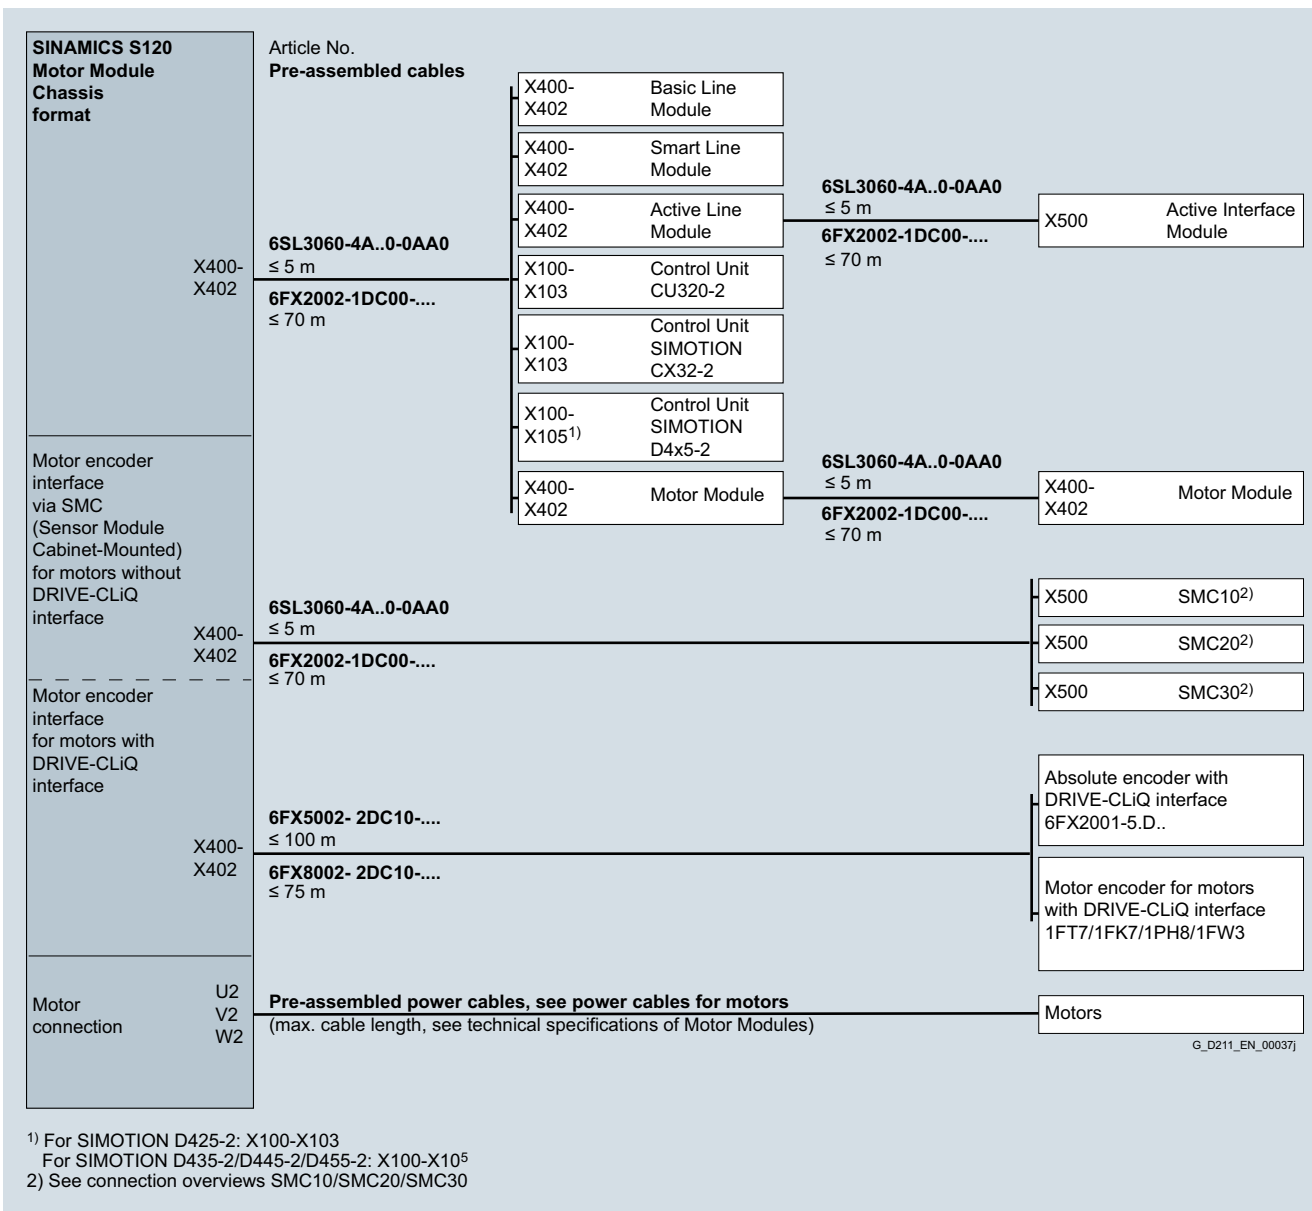 SINAMICS S120
Motor Module
Chassis
format
Article No.
Pre-assembled cables
X400-
X402
6SL3060-4A..0-0AA0
≤ 5 m
6FX2002-1DC00-....
≤ 70 m
X400-
X402
Basic Line
Module
X400-
X402
Smart Line
Module
X400-
X402
Active Line
Module
6SL3060-4A..0-0AA0
≤ 5 m
6FX2002-1DC00-....
≤ 70 m
X500
Active Interface
Module
X100-
X103
Control Unit
CU320-2
X100-
X103
Control Unit
SIMOTION
CX32-2
X100-
X105¹⁾
Control Unit
SIMOTION
D4x5-2
X400-
X402
Motor Module
6SL3060-4A..0-0AA0
≤ 5 m
6FX2002-1DC00-....
≤ 70 m
X400-
X402
Motor Module
Motor encoder
interface
via SMC
(Sensor Module
Cabinet-Mounted)
for motors without
DRIVE-CLiQ
interface
X400-
X402
6SL3060-4A..0-0AA0
≤ 5 m
6FX2002-1DC00-....
≤ 70 m
X500 SMC10²⁾
X500 SMC20²⁾
X500 SMC30²⁾
Motor encoder
interface
for motors with
DRIVE-CLiQ
interface
X400-
X402
6FX5002- 2DC10-....
≤ 100 m
6FX8002- 2DC10-....
≤ 75 m
Absolute encoder with
DRIVE-CLiQ interface
6FX2001-5.D..
Motor encoder for motors
with DRIVE-CLiQ interface
1FT7/1FK7/1PH8/1FW3
Motor
connection
U2
V2
W2
Pre-assembled power cables, see power cables for motors
(max. cable length, see technical specifications of Motor Modules)
Motors
G_D211_EN_00037j
¹⁾ For SIMOTION D425-2: X100-X103
For SIMOTION D435-2/D445-2/D455-2: X100-X10⁵
2) See connection overviews SMC10/SMC20/SMC30